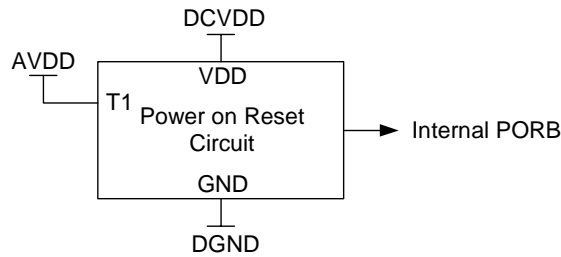 DCVDD
AVDD
VDD
T1
Power on Reset
Circuit
Internal PORB
GND
DGND